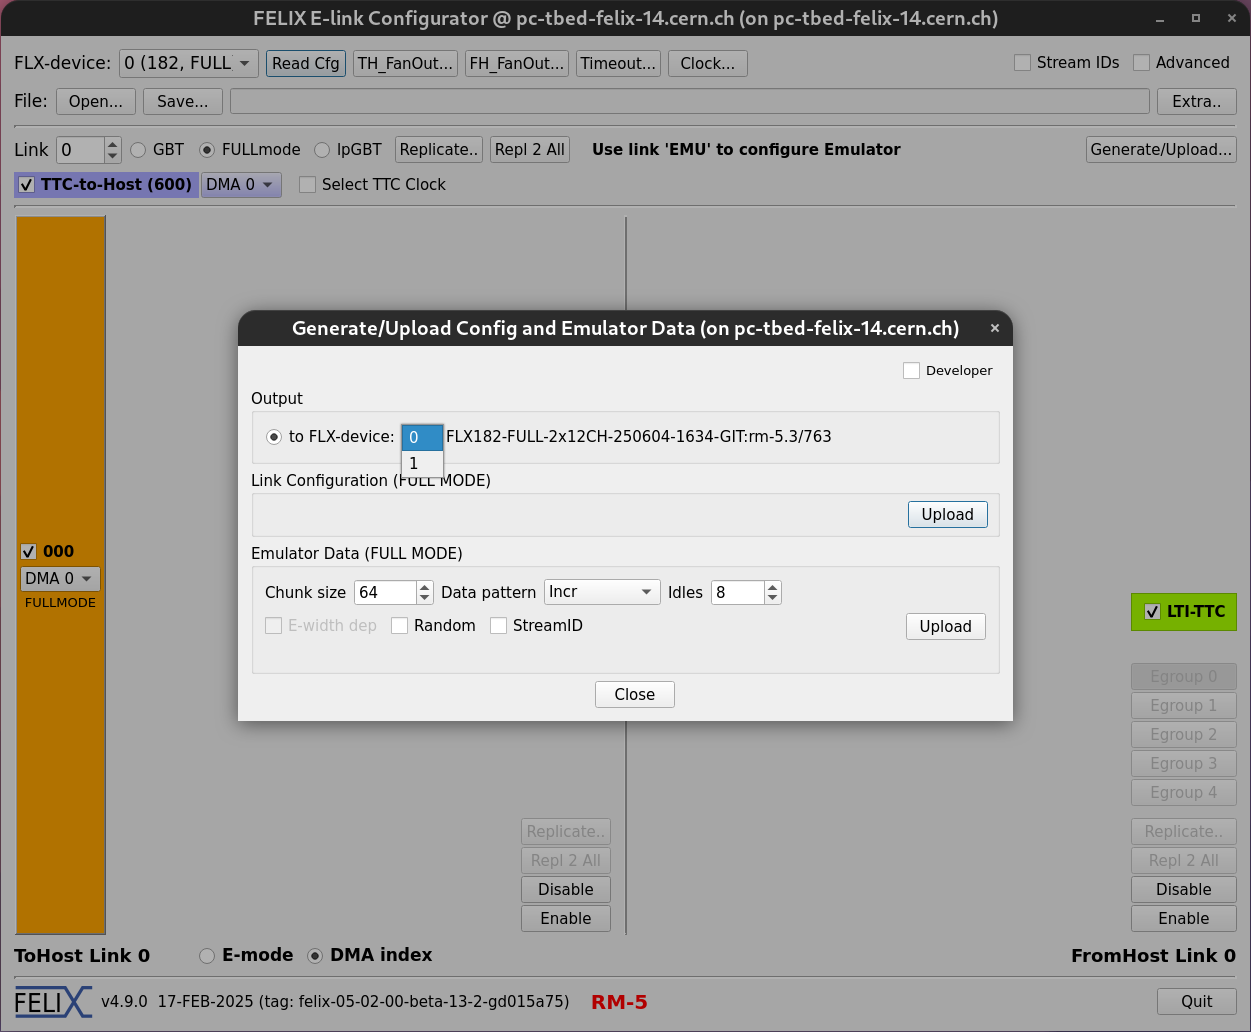 FELIX E-link Configurator @ pc-tbed-felix-14.cern.ch (on pc-tbed-felix-14.cern.ch)
FLX-device: 0 (182, FULL Read Cfg TH_FanOut... FH_FanOut... Timeout... Clock... Stream IDs Advanced
File: Open... Save... Extra..
Link 0 GBT FULLmode lpGBT Replicate.. Repl 2 All Use link 'EMU' to configure Emulator Generate/Upload...
TTC-to-Host (600) DMA 0 Select TTC Clock
Generate/Upload Config and Emulator Data (on pc-tbed-felix-14.cern.ch)
Developer
Output
to FLX-device: 0 FLX182-FULL-2x12CH-250604-1634-GIT:rm-5.3/763
1
Link Configuration (FULL MODE)
Upload
Emulator Data (FULL MODE)
Chunk size 64 Data pattern Incr Idles 8
E-width dep Random StreamID Upload
Close
000
DMA 0
FULLMODE
LTI-TTC
Egroup 0
Egroup 1
Egroup 2
Egroup 3
Egroup 4
Replicate.. Replicate..
Repl 2 All Repl 2 All
Disable Disable
Enable Enable
ToHost Link 0 E-mode DMA index FromHost Link 0
FELIX v4.9.0 17-FEB-2025 (tag: felix-05-02-00-beta-13-2-gd015a75) RM-5 Quit